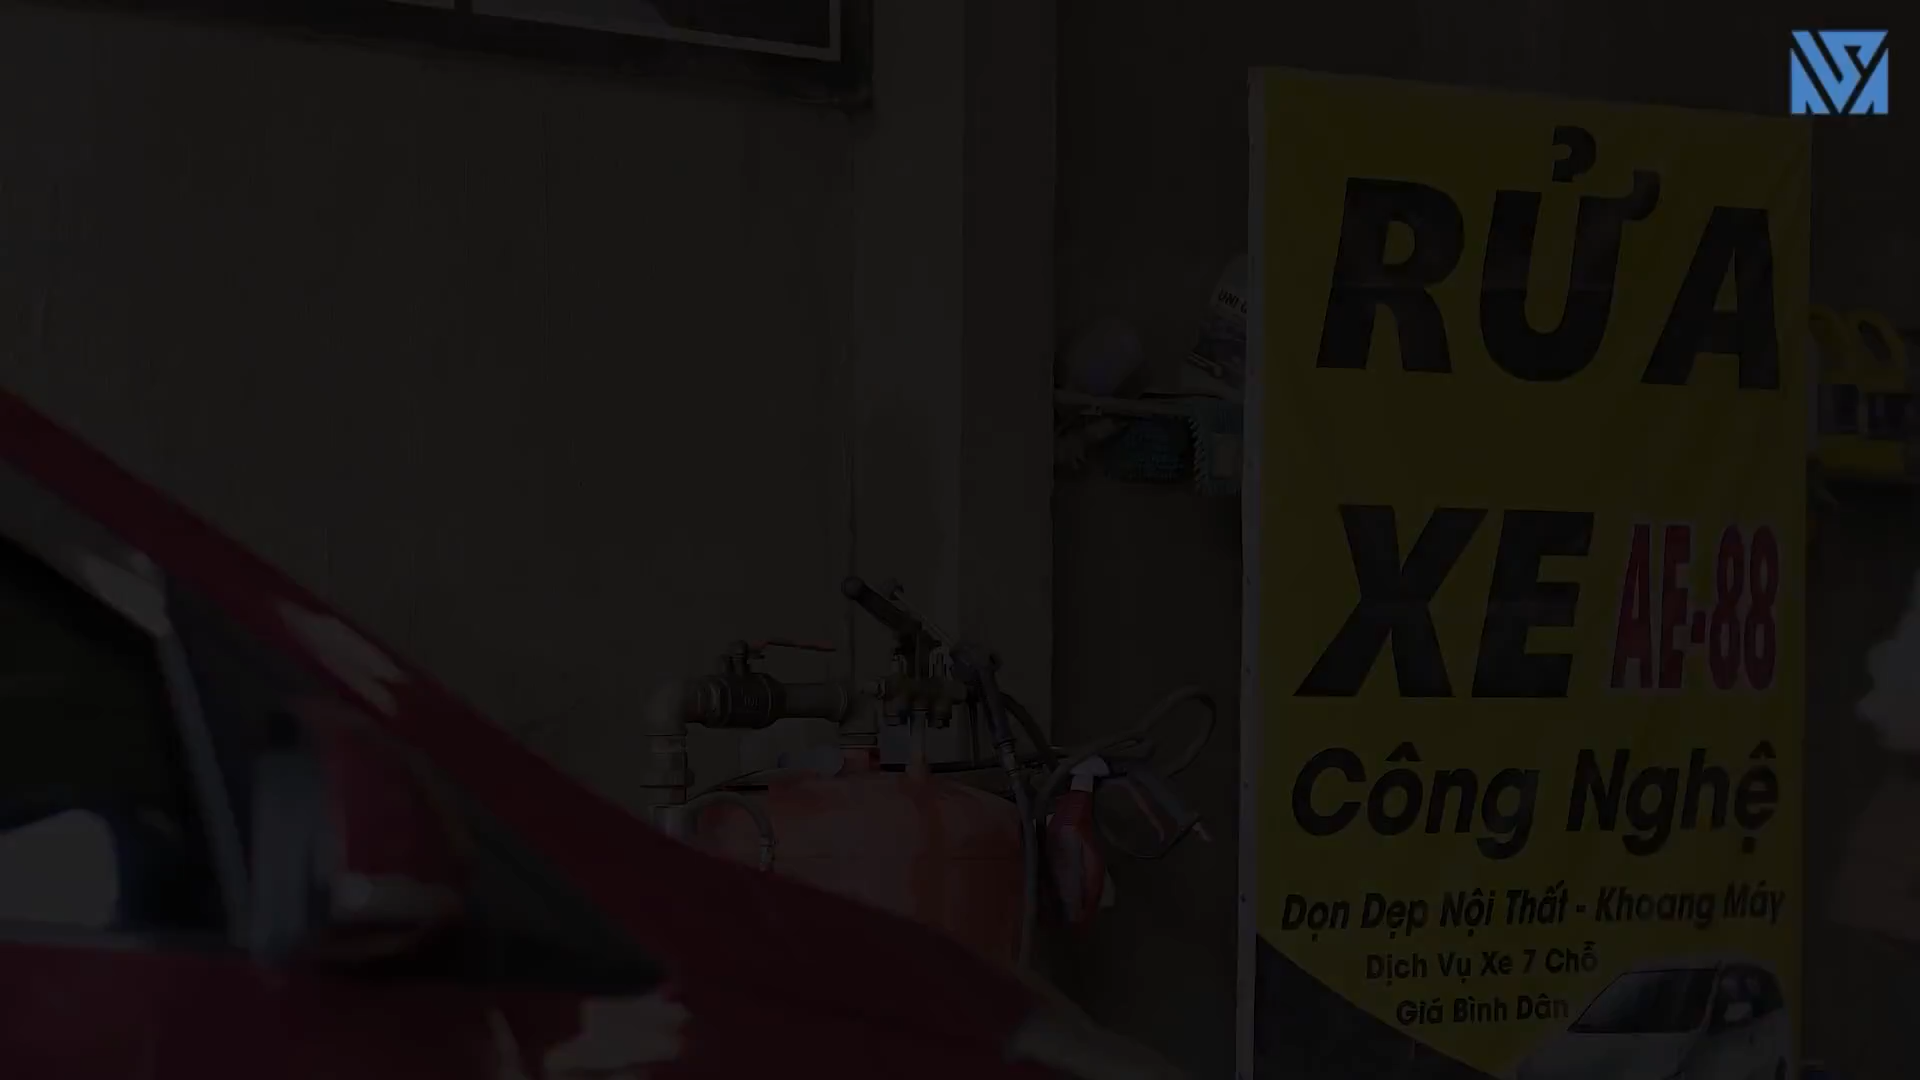 RỬA
XE AE-88
Công Nghệ
Dọn Dẹp Nội Thất - Khoang Máy
Dịch Vụ Xe 7 Chỗ
Giá Bình Dân